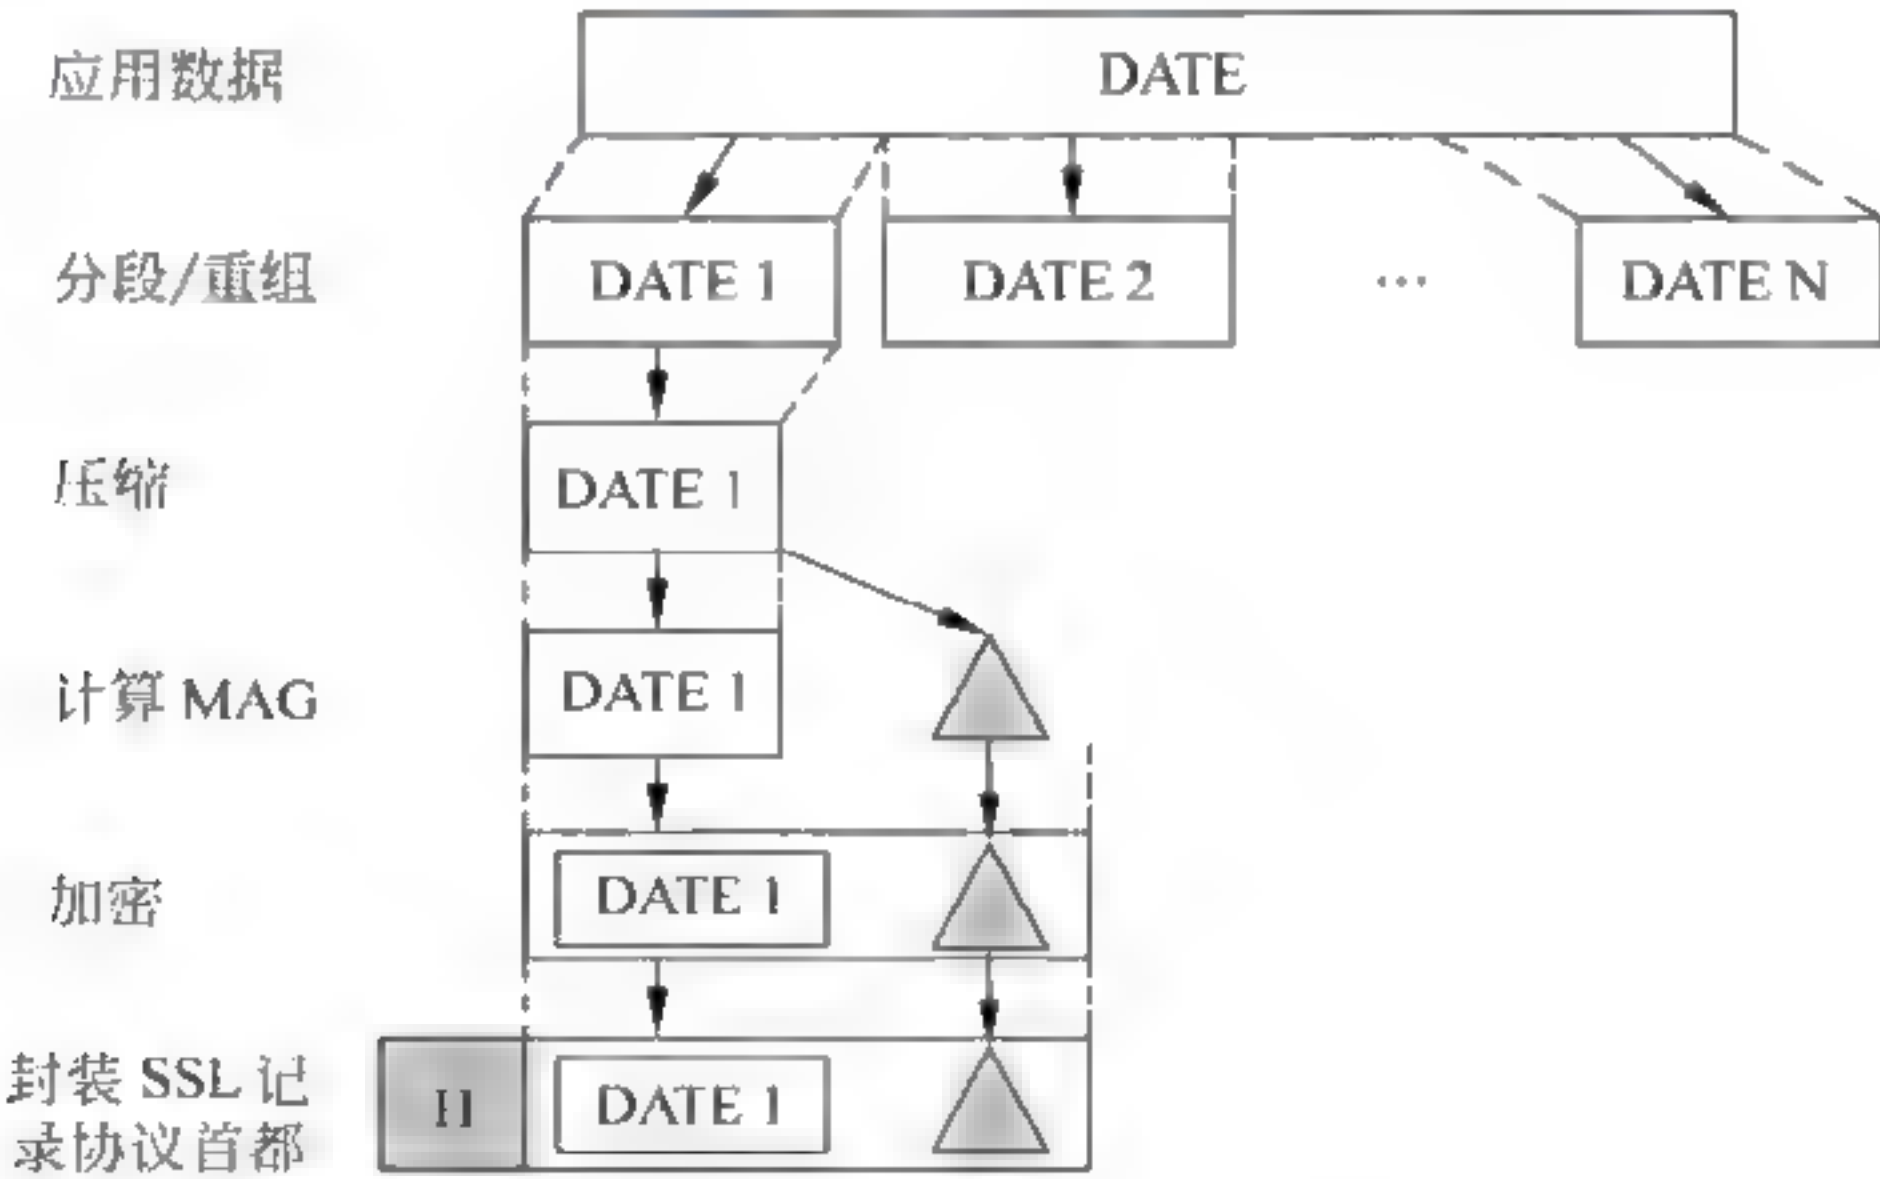 应用数据
DATE
分段/重组
DATE 1
DATE 2
...
DATE N
压缩
DATE 1
计算 MAG
DATE 1
加密
DATE 1
封装 SSL 记
录协议首都
H
DATE 1